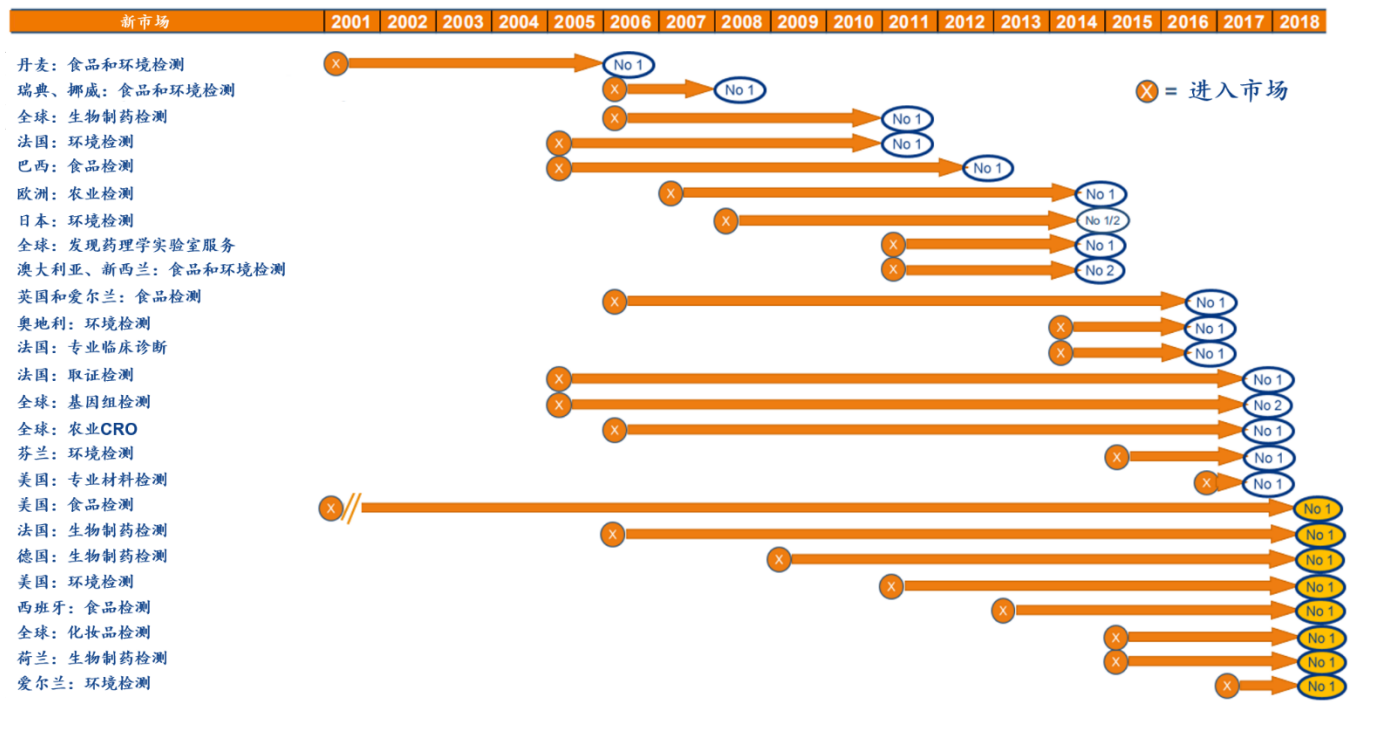 新市场 2001 2002 2003 2004 2005 2006 2007 2008 2009 2010 2011 2012 2013 2014 2015 2016 2017 2018
丹麦：食品和环境检测 X No 1
瑞典、挪威：食品和环境检测 X No 1
X = 进入市场
全球：生物制药检测 X No 1
法国：环境检测 X No 1
巴西：食品检测 X No 1
欧洲：农业检测 X No 1
日本：环境检测 X No 1/2
全球：发现药理学实验室服务 X No 1
澳大利亚、新西兰：食品和环境检测 X No 2
英国和爱尔兰：食品检测 X No 1
奥地利：环境检测 X No 1
法国：专业临床诊断 X No 1
法国：取证检测 X No 1
全球：基因组检测 X No 2
全球：农业CRO X No 1
芬兰：环境检测 X No 1
美国：专业材料检测 X No 1
美国：食品检测 X No 1
法国：生物制药检测 X No 1
德国：生物制药检测 X No 1
美国：环境检测 X No 1
西班牙：食品检测 X No 1
全球：化妆品检测 X No 1
荷兰：生物制药检测 X No 1
爱尔兰：环境检测 X No 1